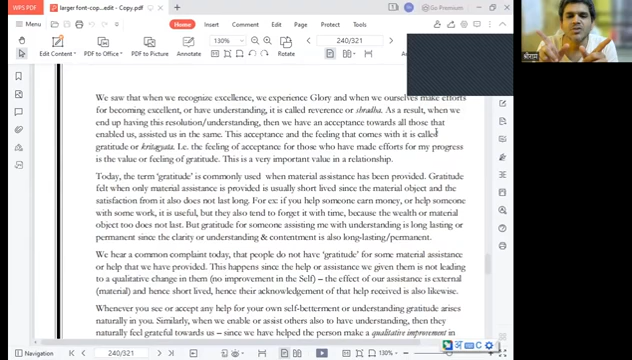 WPS PDF
larger font-cop...edit - Copy.pdf
Go Premium
Menu
Home
Insert
Comment
Edit
Page
Protect
Tools
Edit Content
PDF to Office
PDF to Picture
Annotate
130%
Rotate
240/321
We saw that when we recognize excellence, we experience Glory and when we ourselves make efforts
for becoming excellent, or have understanding, it is called reverence or shradha. As a result, when we
end up having this resolution/understanding, then we have an acceptance towards all those that
enabled us, assisted us in the same. This acceptance and the feeling that comes with it is called
gratitude or kritagyata. I.e. the feeling of acceptance for those who have made efforts for my progress
is the value or feeling of gratitude. This is a very important value in a relationship.
Today, the term 'gratitude' is commonly used when material assistance has been provided. Gratitude
felt when only material assistance is provided is usually short lived since the material object and the
satisfaction from it also does not last long. For ex: if you help someone earn money, or help someone
with some work, it is useful, but they also tend to forget it with time, because the wealth or material
object too does not last. But gratitude for someone assisting me with understanding is long lasting or
permanent since the clarity or understanding & contentment is also long-lasting/permanent.
We hear a common complaint today, that people do not have 'gratitude' for some material assistance
or help that we have provided. This happens since the help or assistance we given them is not leading
to a qualitative change in them (no improvement in the Self) – the effect of our assistance is external
(material) and hence short lived, hence their acknowledgement of that help received is also likewise.
Whenever you see or accept any help for your own self-betterment or understanding gratitude arises
naturally in you. Similarly, when we enable or assist others also to have understanding, then they
naturally feel grateful towards us – since we have helped the person make a qualitative improvement in
Navigation
240/321
130%
श्रीराम